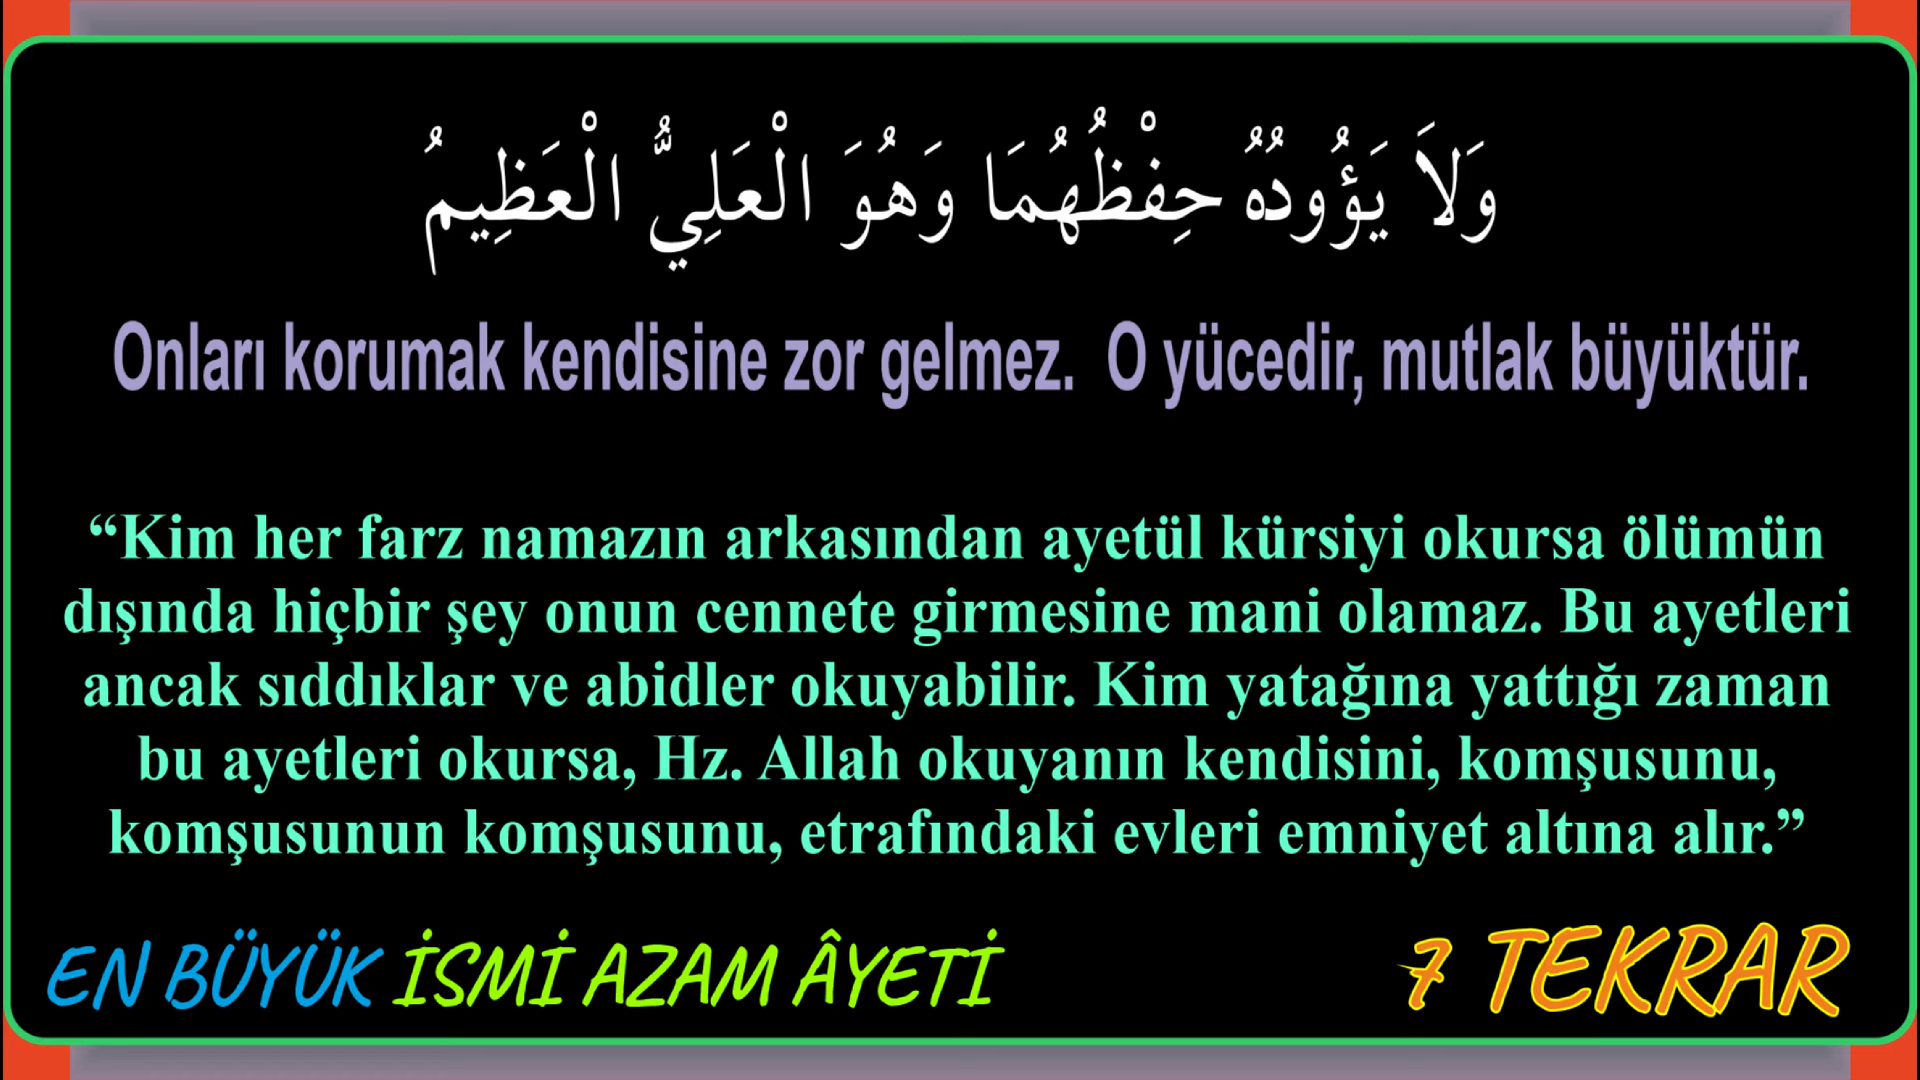 وَلاَ يَؤُودُهُ حِفْظُهُمَا وَهُوَ الْعَلِيُّ الْعَظِيمُ
Onları korumak kendisine zor gelmez. O yücedir, mutlak büyüktür.
“Kim her farz namazın arkasından ayetül kürsiyi okursa ölümün
dışında hiçbir şey onun cennete girmesine mani olamaz. Bu ayetleri
ancak sıddıklar ve abidler okuyabilir. Kim yatağına yattığı zaman
bu ayetleri okursa, Hz. Allah okuyanın kendisini, komşusunu,
komşusunun komşusunu, etrafındaki evleri emniyet altına alır.”
EN BÜYÜK İSMİ AZAM ÂYETİ
7 TEKRAR